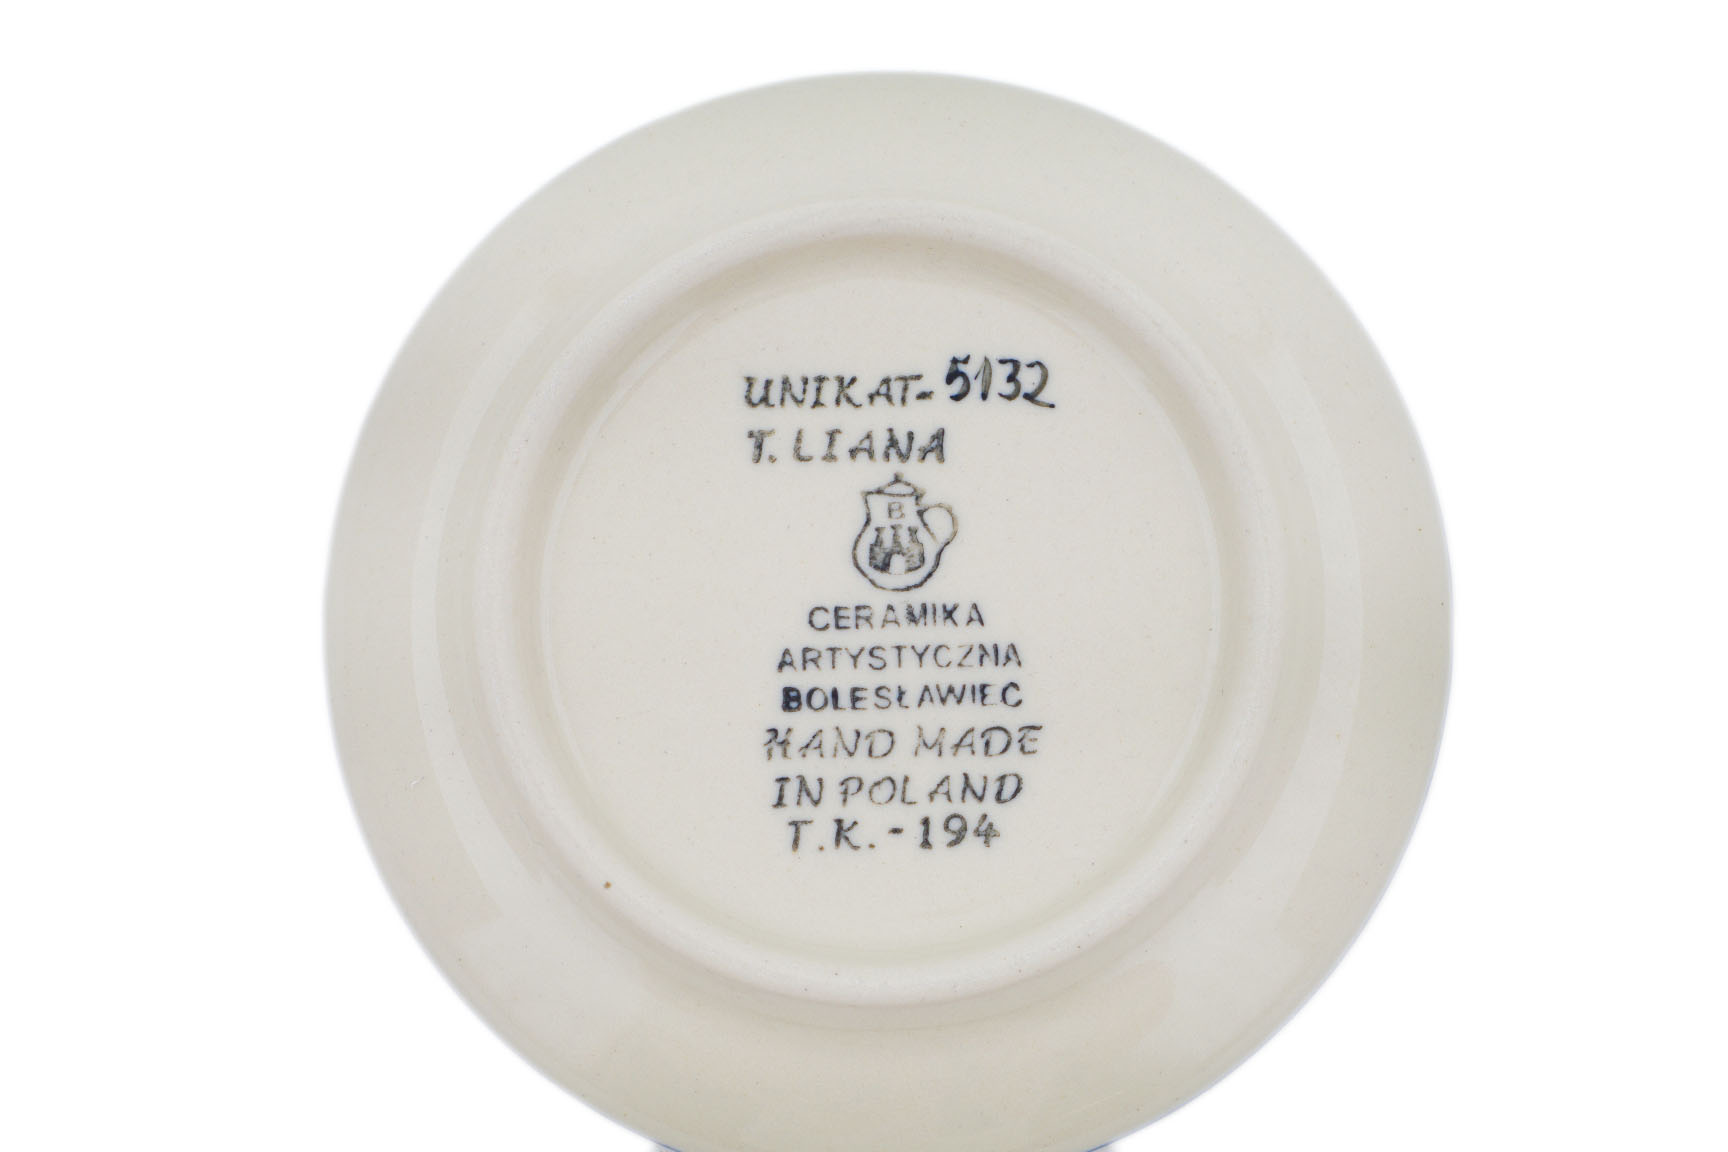 UNIKAT-5132
T. LIANA
B
CERAMIKA
ARTYSTYCZNA
BOLESŁAWIEC
HAND MADE
IN POLAND
T.K.-194